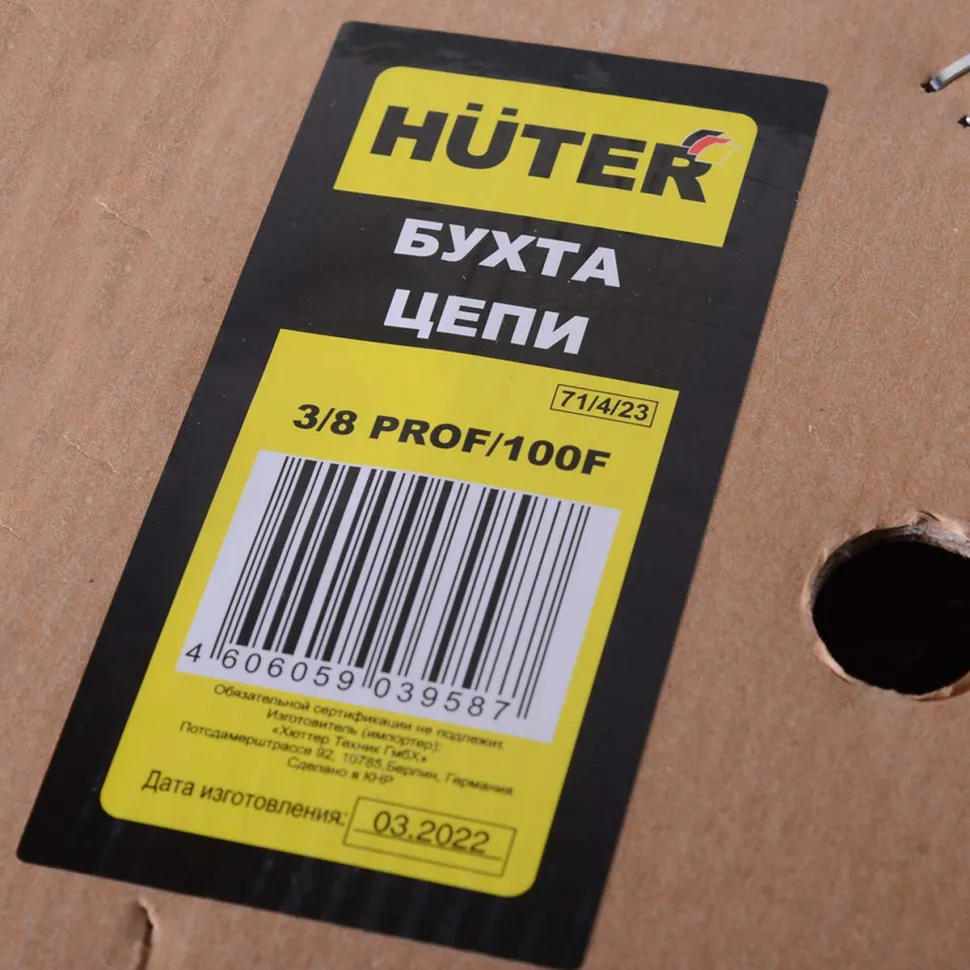 HÜTER
БУХТА
ЦЕПИ
71/4/23
3/8 PROF/100F
4 606059 039587
Обязательной сертификации не подлежит.
Изготовитель (импортер):
«Хюттер Техник ГмбХ»
Потсдамерштрассе 92, 10785,Берлин, Германия
Сделано в КНР
Дата изготовления: 03.2022